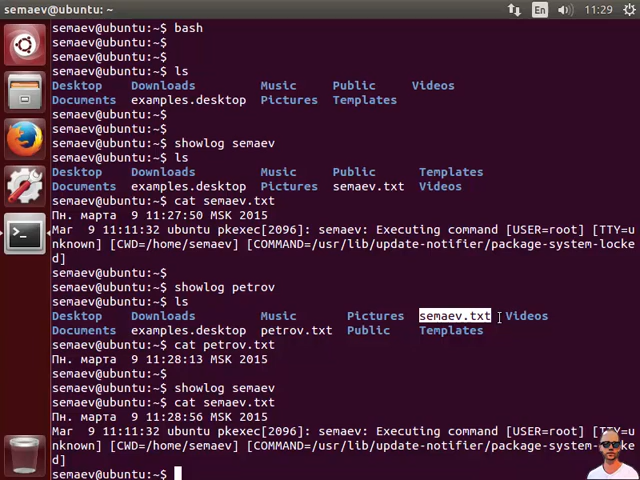 semaev@ubuntu: ~
En
11:29
semaev@ubuntu:~$ bash
semaev@ubuntu:~$
semaev@ubuntu:~$
semaev@ubuntu:~$ ls
Desktop Downloads Music Public Videos
Documents examples.desktop Pictures Templates
semaev@ubuntu:~$
semaev@ubuntu:~$
semaev@ubuntu:~$ showlog semaev
semaev@ubuntu:~$ ls
Desktop Downloads Music Public Templates
Documents examples.desktop Pictures semaev.txt Videos
semaev@ubuntu:~$ cat semaev.txt
Пн. марта 9 11:27:50 MSK 2015
Mar 9 11:11:32 ubuntu pkexec[2096]: semaev: Executing command [USER=root] [TTY=u
nknown] [CWD=/home/semaev] [COMMAND=/usr/lib/update-notifier/package-system-locke
d]
semaev@ubuntu:~$
semaev@ubuntu:~$ showlog petrov
semaev@ubuntu:~$ ls
Desktop Downloads Music Pictures semaev.txt Videos
Documents examples.desktop petrov.txt Public Templates
semaev@ubuntu:~$ cat petrov.txt
Пн. марта 9 11:28:13 MSK 2015
semaev@ubuntu:~$
semaev@ubuntu:~$ showlog semaev
semaev@ubuntu:~$ cat semaev.txt
Пн. марта 9 11:28:56 MSK 2015
Mar 9 11:11:32 ubuntu pkexec[2096]: semaev: Executing command [USER=root] [TTY=u
nknown] [CWD=/home/semaev] [COMMAND=/usr/lib/update-notifier/package-system-locke
d]
semaev@ubuntu:~$